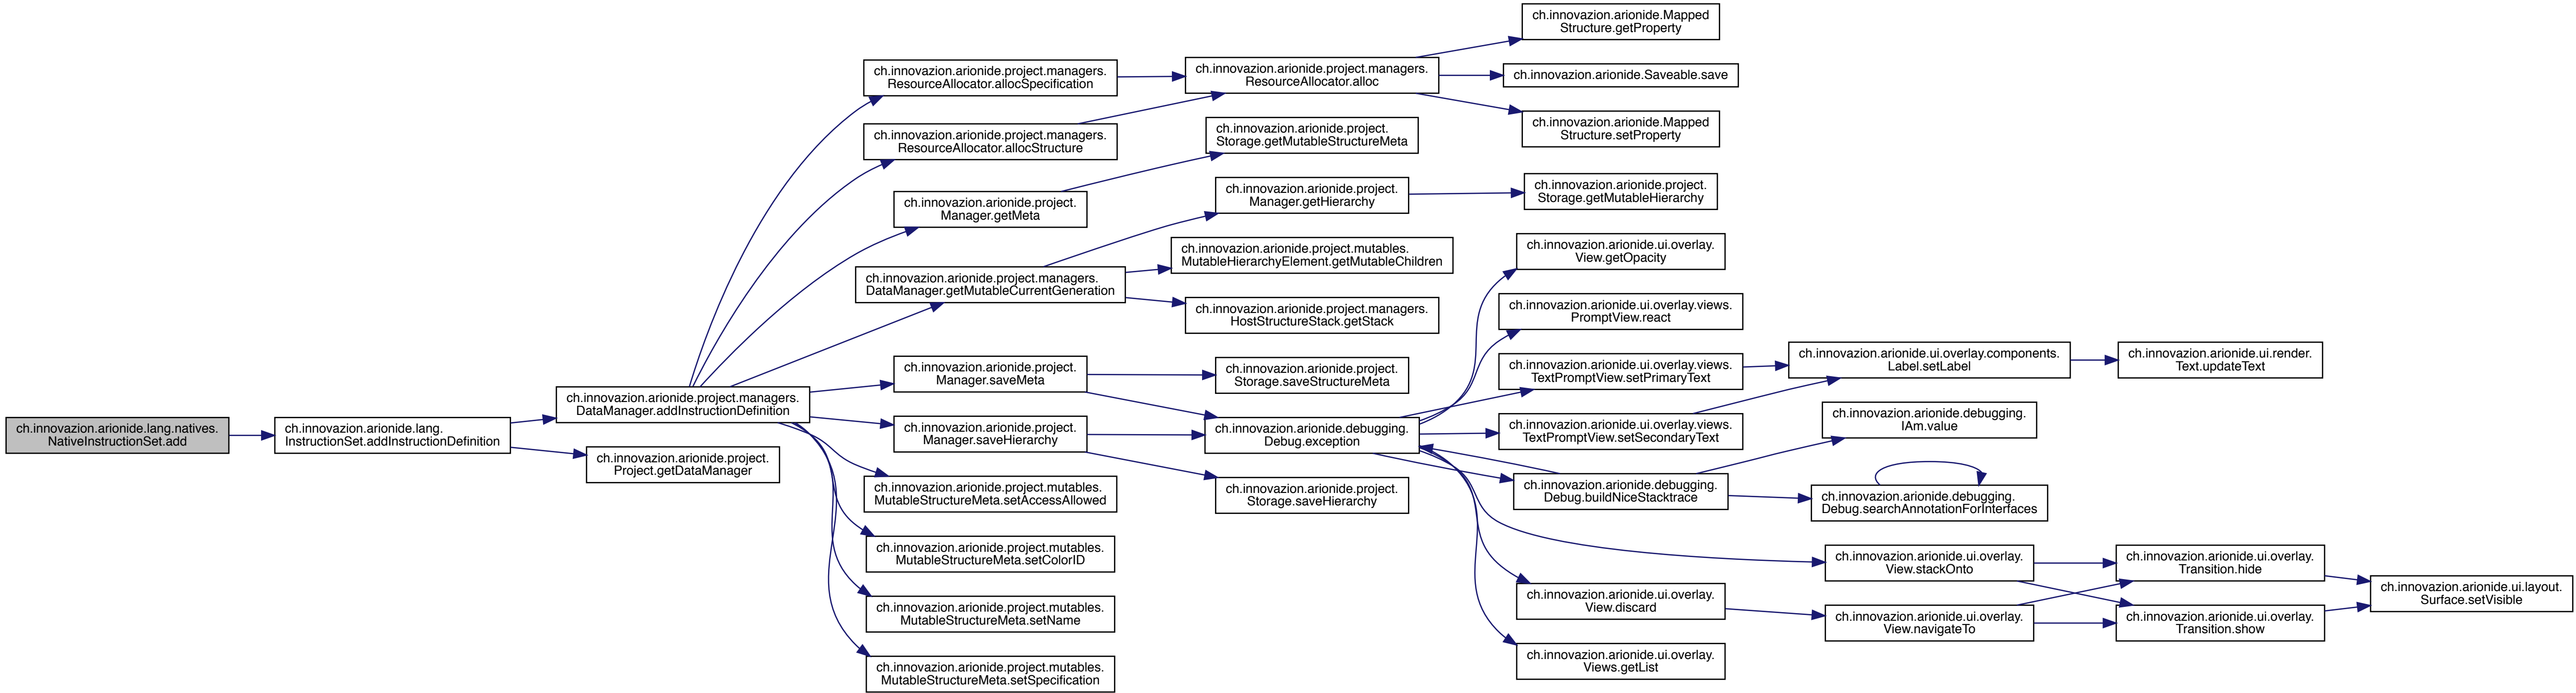 ch.innovazion.arionide.lang.natives.
NativeInstructionSet.add
ch.innovazion.arionide.lang.
InstructionSet.addInstructionDefinition
ch.innovazion.arionide.project.managers.
DataManager.addInstructionDefinition
ch.innovazion.arionide.project.
Project.getDataManager
ch.innovazion.arionide.project.managers.
ResourceAllocator.allocSpecification
ch.innovazion.arionide.project.managers.
ResourceAllocator.allocStructure
ch.innovazion.arionide.project.
Manager.getMeta
ch.innovazion.arionide.project.managers.
DataManager.getMutableCurrentGeneration
ch.innovazion.arionide.project.
Manager.saveMeta
ch.innovazion.arionide.project.
Manager.saveHierarchy
ch.innovazion.arionide.project.mutables.
MutableStructureMeta.setAccessAllowed
ch.innovazion.arionide.project.mutables.
MutableStructureMeta.setColorID
ch.innovazion.arionide.project.mutables.
MutableStructureMeta.setName
ch.innovazion.arionide.project.mutables.
MutableStructureMeta.setSpecification
ch.innovazion.arionide.project.managers.
ResourceAllocator.alloc
ch.innovazion.arionide.project.
Storage.getMutableStructureMeta
ch.innovazion.arionide.project.
Manager.getHierarchy
ch.innovazion.arionide.project.mutables.
MutableHierarchyElement.getMutableChildren
ch.innovazion.arionide.project.managers.
HostStructureStack.getStack
ch.innovazion.arionide.project.
Storage.saveStructureMeta
ch.innovazion.arionide.debugging.
Debug.exception
ch.innovazion.arionide.project.
Storage.saveHierarchy
ch.innovazion.arionide.Mapped
Structure.getProperty
ch.innovazion.arionide.Saveable.save
ch.innovazion.arionide.Mapped
Structure.setProperty
ch.innovazion.arionide.project.
Storage.getMutableHierarchy
ch.innovazion.arionide.ui.overlay.
View.getOpacity
ch.innovazion.arionide.ui.overlay.views.
PromptView.react
ch.innovazion.arionide.ui.overlay.views.
TextPromptView.setPrimaryText
ch.innovazion.arionide.ui.overlay.views.
TextPromptView.setSecondaryText
ch.innovazion.arionide.debugging.
Debug.buildNiceStacktrace
ch.innovazion.arionide.ui.overlay.
View.discard
ch.innovazion.arionide.ui.overlay.
Views.getList
ch.innovazion.arionide.ui.overlay.components.
Label.setLabel
ch.innovazion.arionide.debugging.
IAm.value
ch.innovazion.arionide.debugging.
Debug.searchAnnotationForInterfaces
ch.innovazion.arionide.ui.overlay.
View.stackOnto
ch.innovazion.arionide.ui.overlay.
View.navigateTo
ch.innovazion.arionide.ui.render.
Text.updateText
ch.innovazion.arionide.ui.overlay.
Transition.hide
ch.innovazion.arionide.ui.overlay.
Transition.show
ch.innovazion.arionide.ui.layout.
Surface.setVisible